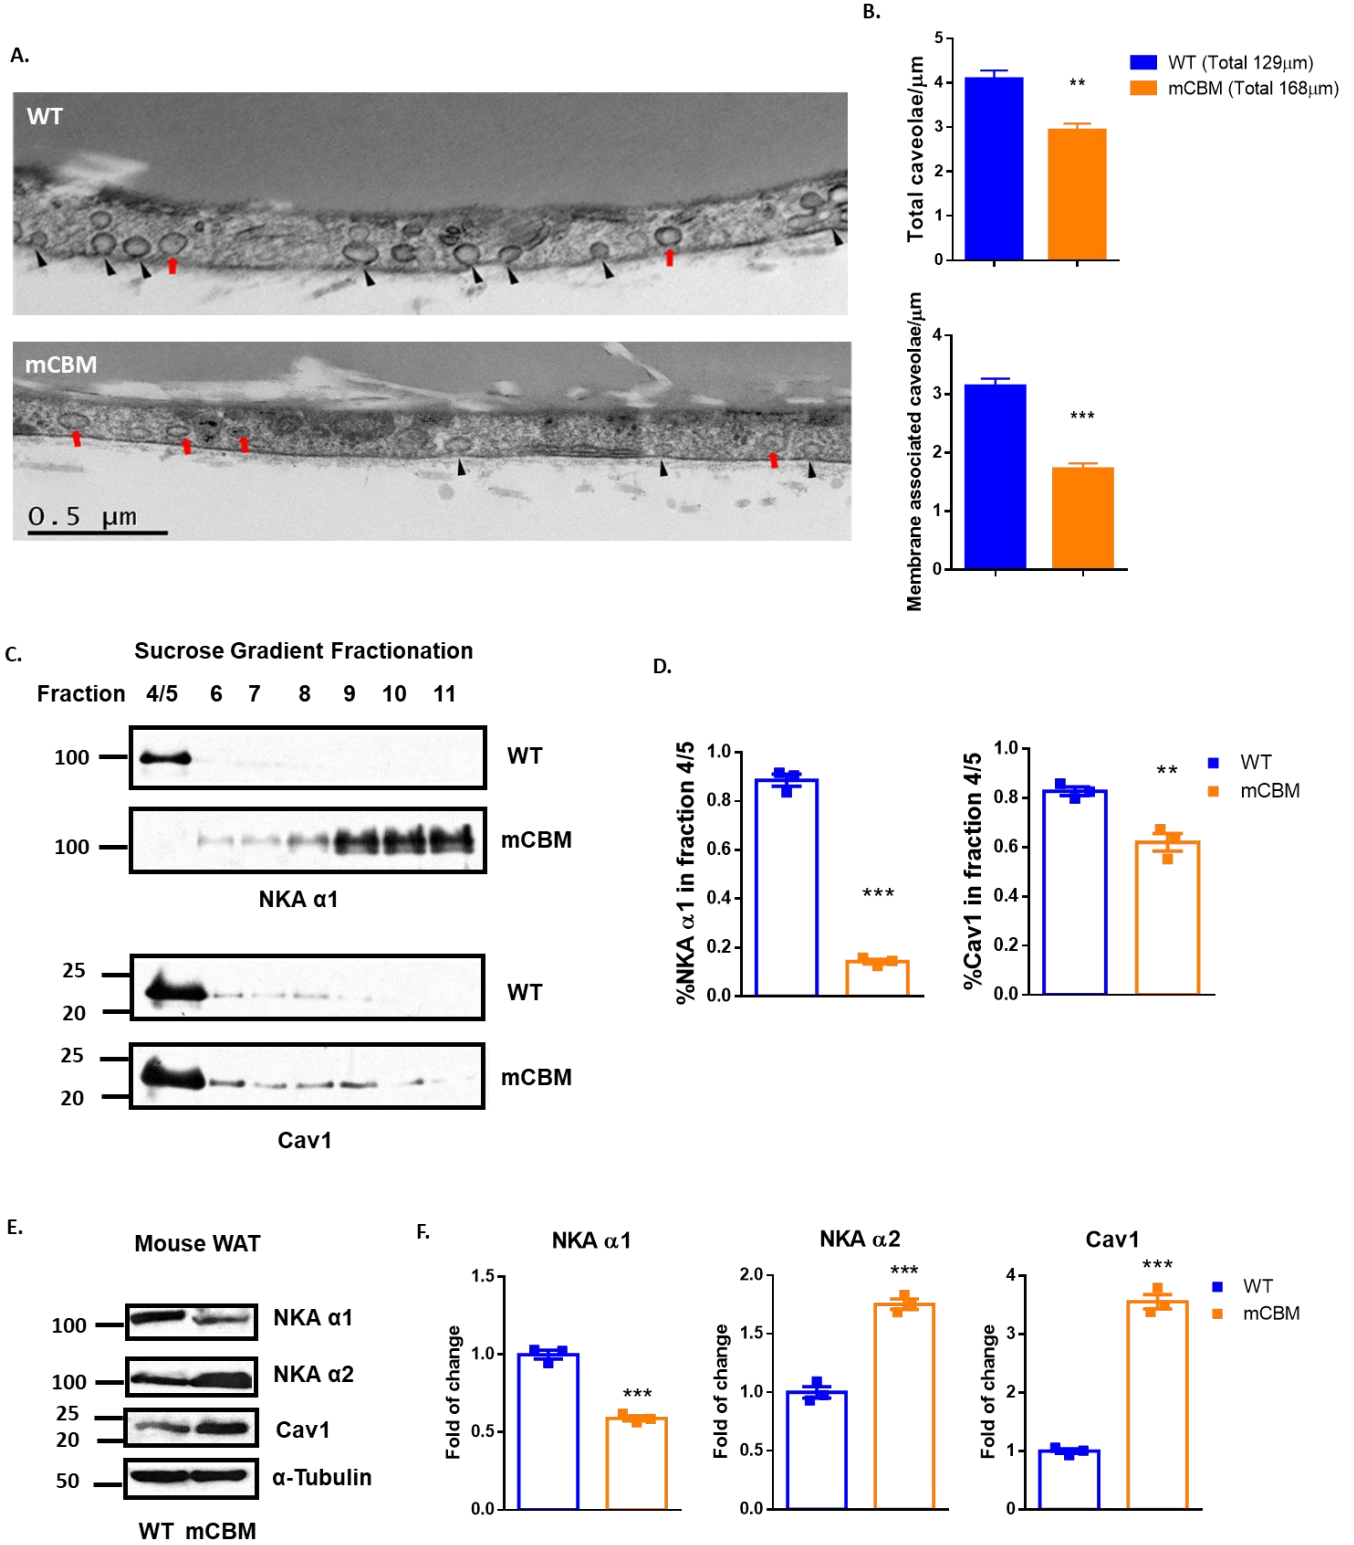 A.
WT
mCBM
0.5 µm
B.
5
4
3
2
1
0
Total caveolae/µm
**
WT (Total 129µm)
mCBM (Total 168µm)
4
3
2
1
0
Membrane associated caveolae/µm
***
C.
Sucrose Gradient Fractionation
Fraction 4/5 6 7 8 9 10 11
100
WT
100
mCBM
NKA α1
25
20
WT
25
20
mCBM
Cav1
D.
1.0
0.8
0.6
0.4
0.2
0.0
%NKA α1 in fraction 4/5
***
1.0
0.8
0.6
0.4
0.2
0.0
%Cav1 in fraction 4/5
**
WT
mCBM
E.
Mouse WAT
100
NKA α1
100
NKA α2
25
20
Cav1
50
α-Tubulin
WT mCBM
F.
NKA α1
1.5
1.0
0.5
0.0
Fold of change
***
NKA α2
2.0
1.5
1.0
0.5
0.0
Fold of change
***
Cav1
4
3
2
1
0
Fold of change
***
WT
mCBM